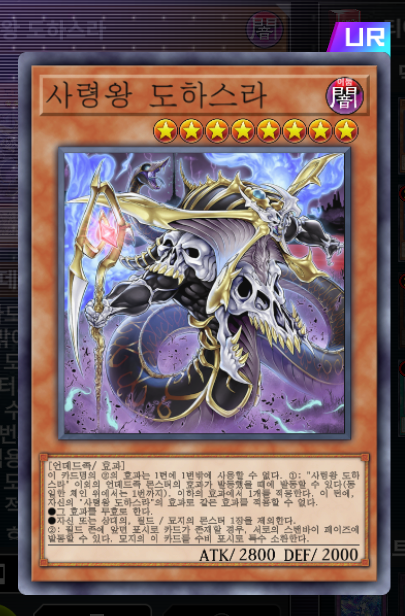 UR
사령왕 도하스라
어둠
闇
[언데드족/ 효과]
이 카드명의 ②의 효과는 1턴에 1번밖에 사용할 수 없다. ①: "사령왕 도하
스라" 이외의 언데드족 몬스터의 효과가 발동했을 때에 발동할 수 있다(동
일한 체인 위에서는 1번까지). 이하의 효과에서 1개를 적용한다. 이 턴에,
자신의 "사령왕 도하스라"의 효과로 같은 효과를 적용할 수 없다.
●그 효과를 무효로 한다.
●자신 또는 상대의, 필드 / 묘지의 몬스터 1장을 제외한다.
②: 필드 존에 앞면 표시로 카드가 존재할 경우, 서로의 스탠바이 페이즈에
발동할 수 있다. 묘지의 이 카드를 수비 표시로 특수 소환한다.
ATK/ 2800 DEF/ 2000